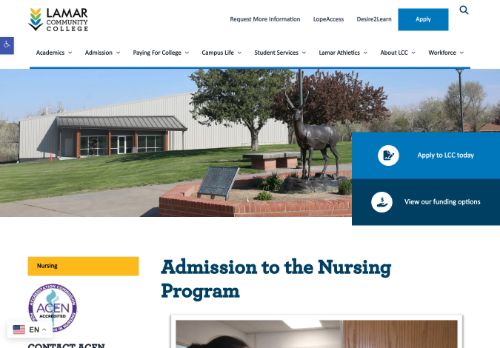 LAMAR
COMMUNITY
COLLEGE
Request More Information
LopeAccess
Desire2Learn
Apply
Academics
Admission
Paying For College
Campus Life
Student Services
Lamar Athletics
About LCC
Workforce
Apply to LCC today
View our funding options
Nursing
Admission to the Nursing
Program
ACEN
ACCREDITED
EN
CONTACT ACEN